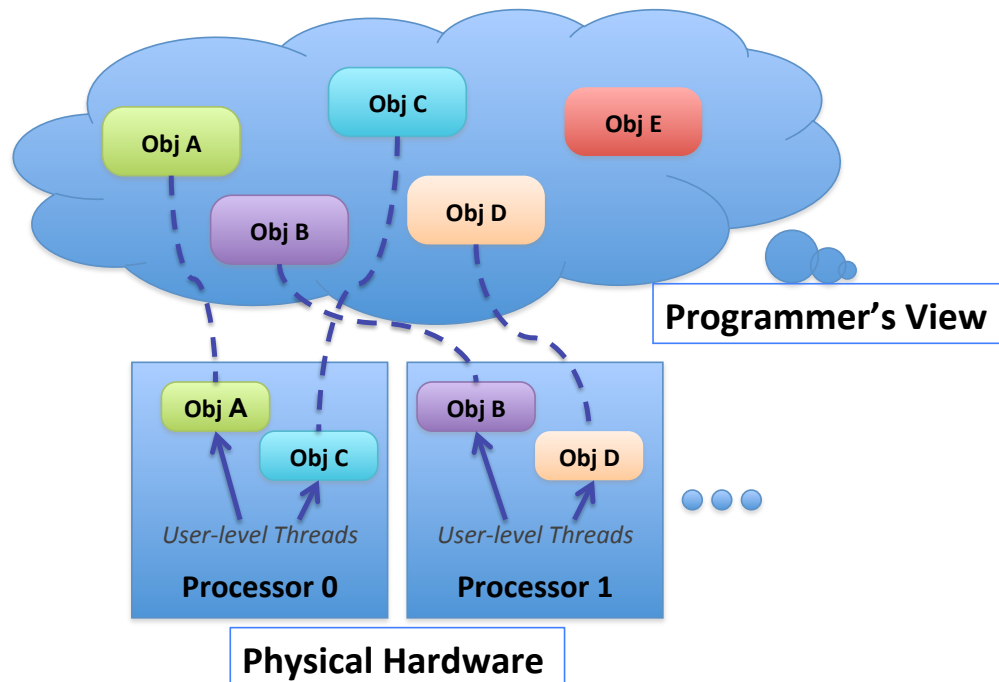 Obj C
Obj E
Obj A
Obj D
Obj B
Programmer's View
Obj A
Obj B
Obj C
Obj D
User-level Threads
User-level Threads
Processor 0
Processor 1
Physical Hardware